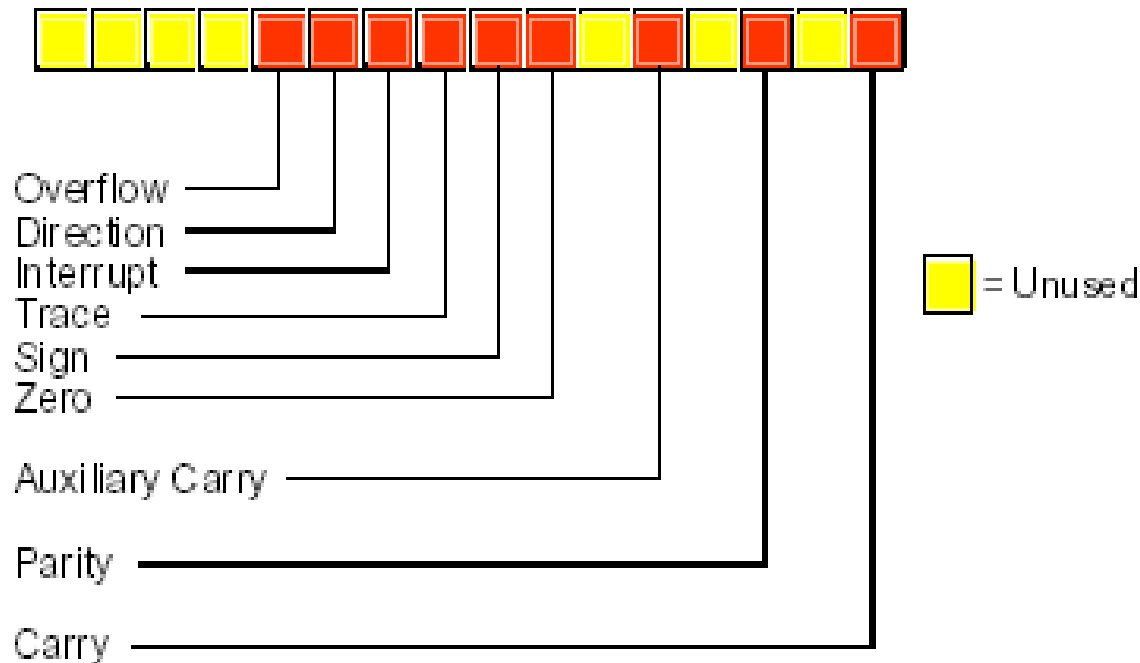 Overflow
Direction
Interrupt
Trace
Sign
Zero
Auxiliary Carry
Parity
Carry
= Unused